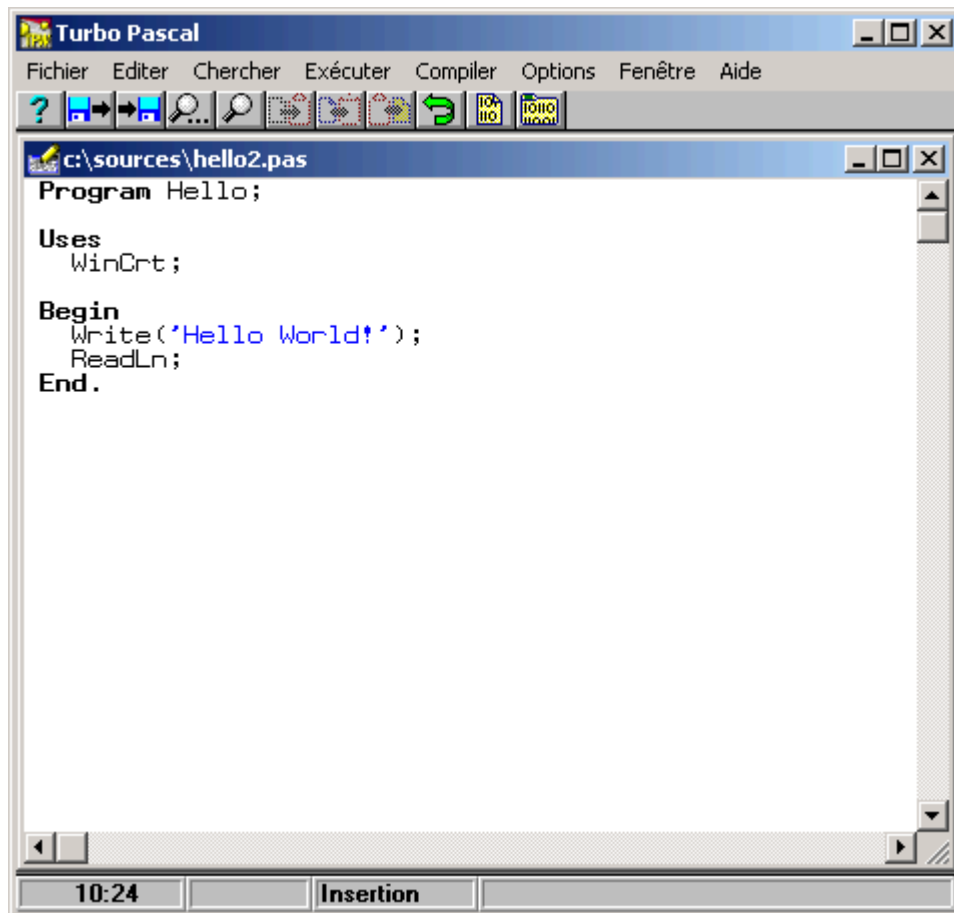 Turbo Pascal
Fichier Editer Chercher Exécuter Compiler Options Fenêtre Aide
c:\sources\hello2.pas
Program Hello;
Uses
WinCrt;
Begin
Write('Hello World!');
ReadLn;
End.
10:24 Insertion